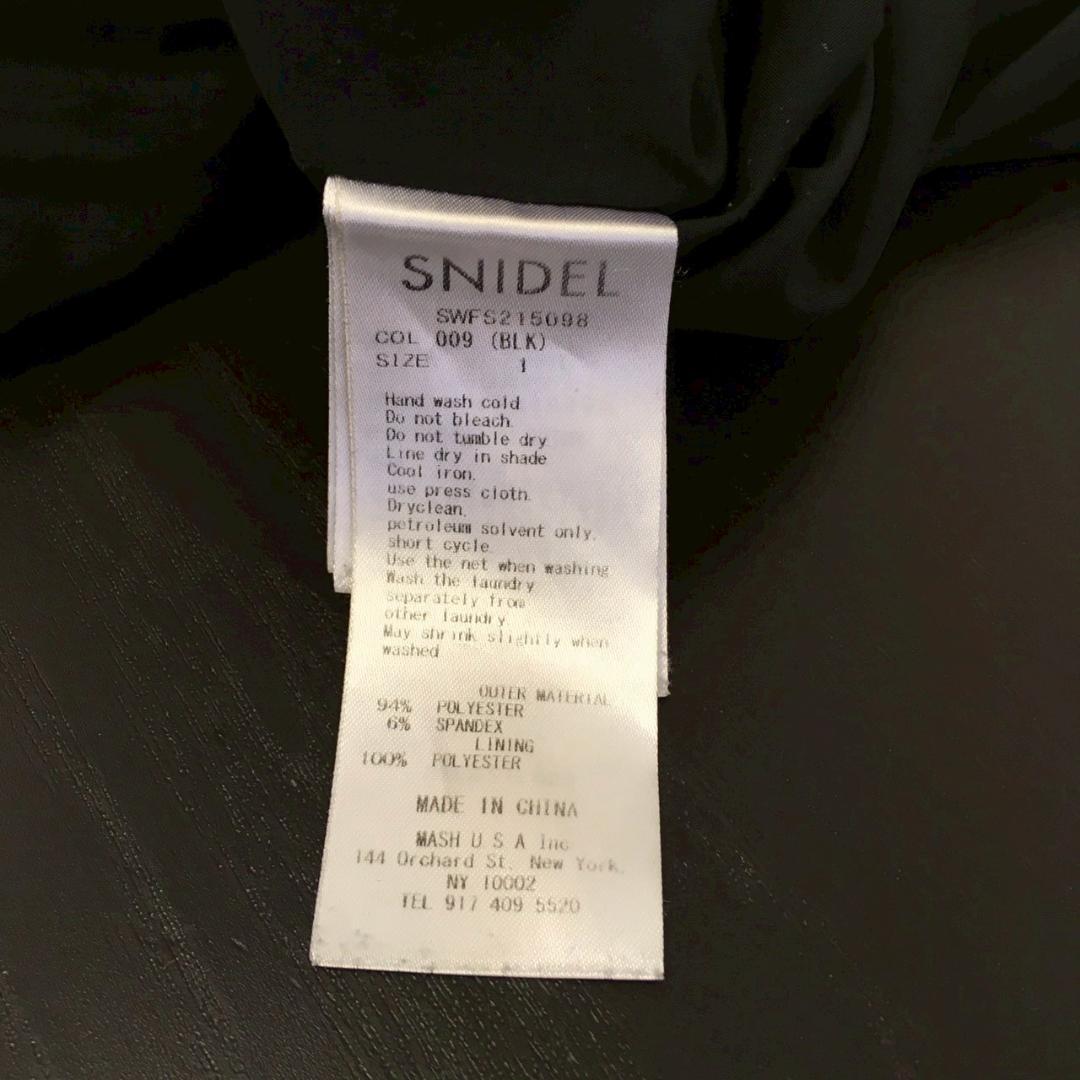 SNIDEL
SWFS215098
COL 009 (BLK)
SIZE 1
Hand wash cold
Do not bleach.
Do not tumble dry
Line dry in shade
Cool iron.
use press cloth.
Dryclean,
petroleum solvent only.
short cycle.
Use the net when washing
Wash the laundry
separately from
other laundry
May shrink slightly when
washed
OUTER MATERIAL
94% POLYESTER
6% SPANDEX
LINING
100% POLYESTER
MADE IN CHINA
MASH U S A Inc
144 Orchard St. New York.
NY 10002
TEL 917 409 5520